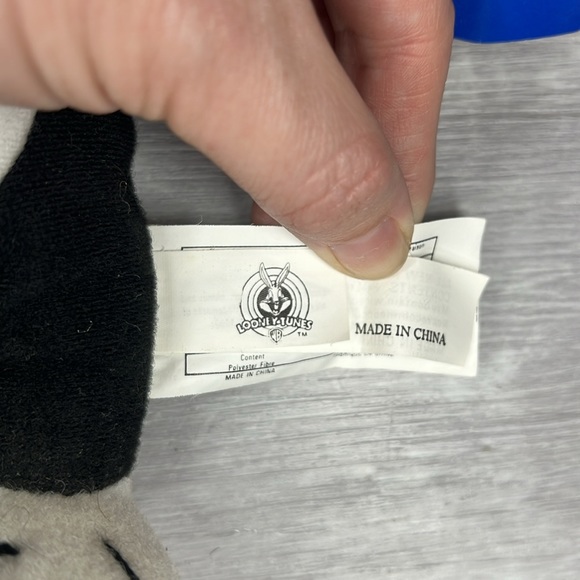 LOONEY TUNES
WB
TM
MADE IN CHINA
Content
Polyester Fibre
MADE IN CHINA